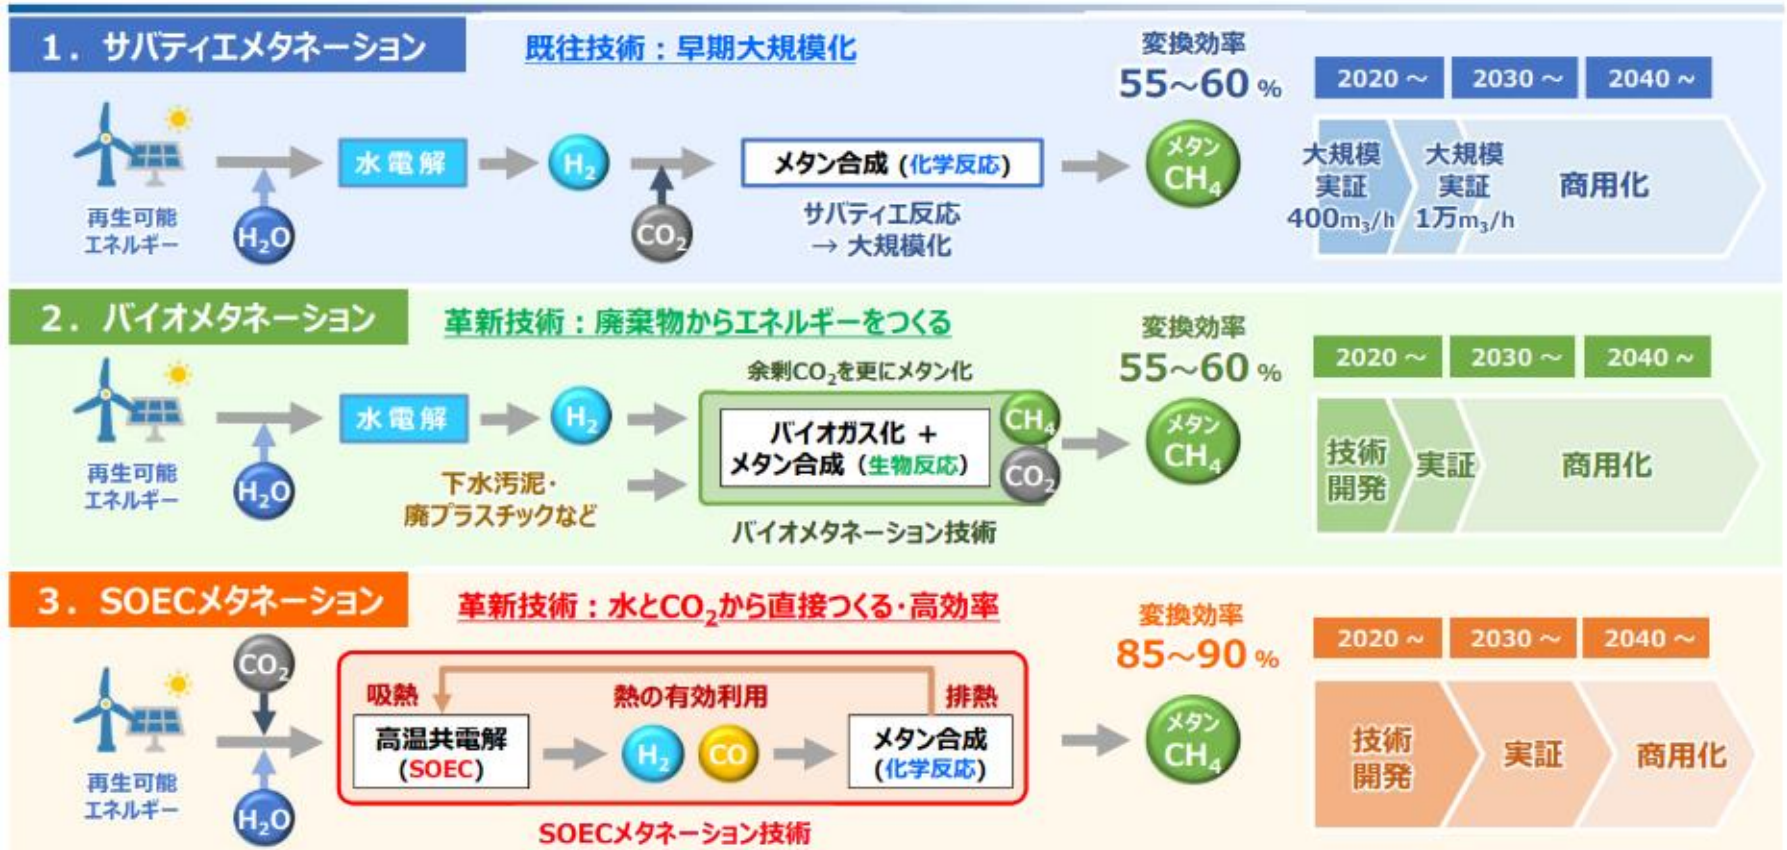 1．サバティエメタネーション
既往技術：早期大規模化
変換効率
55～60 %
2020 ～
2030 ～
2040 ～
再生可能
エネルギー
H₂O
水電解
H₂
CO₂
メタン合成 (化学反応)
サバティエ反応
→ 大規模化
メタン
CH₄
大規模
実証
400m₃/h
大規模
実証
1万m₃/h
商用化
2．バイオメタネーション
革新技術：廃棄物からエネルギーをつくる
変換効率
55～60 %
2020 ～
2030 ～
2040 ～
再生可能
エネルギー
H₂O
水電解
H₂
下水汚泥・
廃プラスチックなど
余剰CO₂を更にメタン化
バイオガス化 +
メタン合成（生物反応）
CH₄
CO₂
バイオメタネーション技術
メタン
CH₄
技術
開発
実証
商用化
3．SOECメタネーション
革新技術：水とCO₂から直接つくる・高効率
変換効率
85～90 %
2020 ～
2030 ～
2040 ～
再生可能
エネルギー
CO₂
H₂O
吸熱
熱の有効利用
排熱
高温共電解
(SOEC)
H₂
CO
メタン合成
(化学反応)
SOECメタネーション技術
メタン
CH₄
技術
開発
実証
商用化